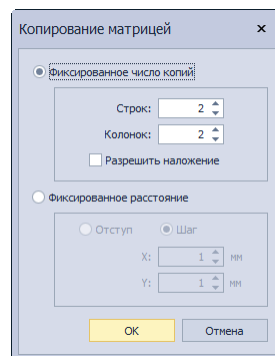 Копирование матрицей
Фиксированное число копий
Строк: 2
Колонок: 2
Разрешить наложение
Фиксированное расстояние
Отступ Шаг
X: 1 мм
Y: 1 мм
ОК Отмена